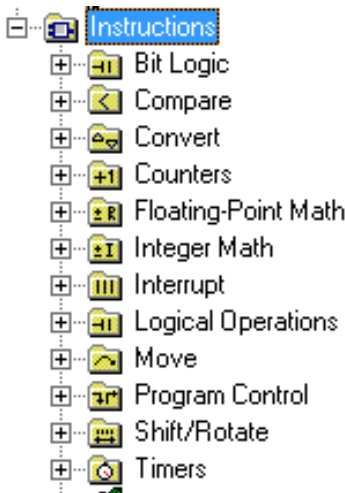 Instructions
Bit Logic
Compare
Convert
Counters
Floating-Point Math
Integer Math
Interrupt
Logical Operations
Move
Program Control
Shift/Rotate
Timers